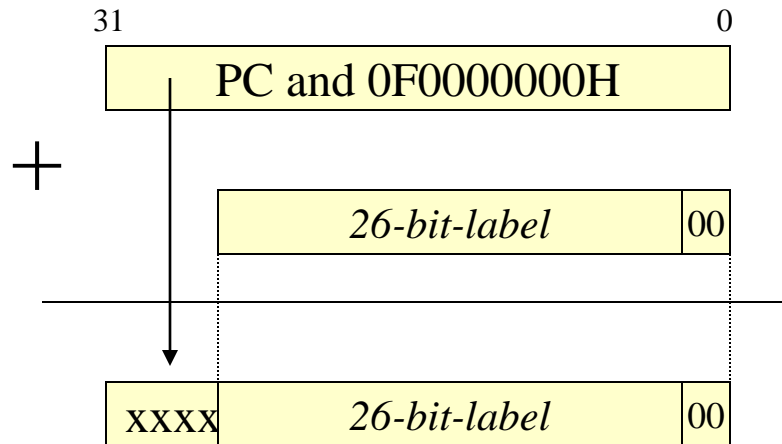 31 0
PC and 0F0000000H
+
26-bit-label 00
xxxx 26-bit-label 00